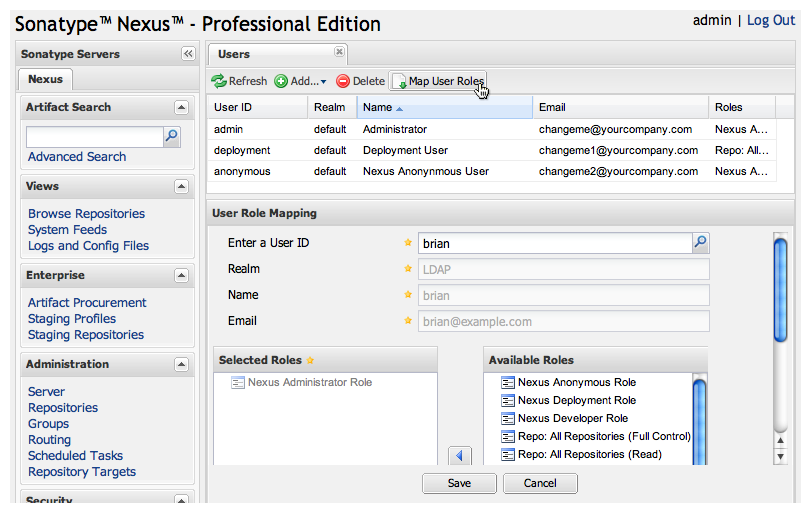 Sonatype™ Nexus™ - Professional Edition
admin | Log Out
Sonatype Servers
Nexus
Artifact Search
Advanced Search
Views
Browse Repositories
System Feeds
Logs and Config Files
Enterprise
Artifact Procurement
Staging Profiles
Staging Repositories
Administration
Server
Repositories
Groups
Routing
Scheduled Tasks
Repository Targets
Security
Users
Refresh Add... Delete Map User Roles
User ID Realm Name Email Roles
admin default Administrator changeme@yourcompany.com Nexus A...
deployment default Deployment User changeme1@yourcompany.com Repo: All...
anonymous default Nexus Anonynmous User changeme2@yourcompany.com Nexus A...
User Role Mapping
Enter a User ID brian
Realm LDAP
Name brian
Email brian@example.com
Selected Roles
Nexus Administrator Role
Available Roles
Nexus Anonymous Role
Nexus Deployment Role
Nexus Developer Role
Repo: All Repositories (Full Control)
Repo: All Repositories (Read)
Save Cancel